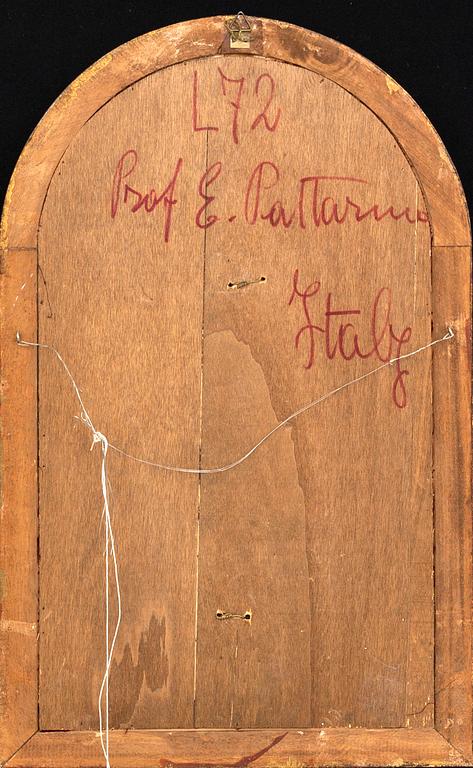 L72
Prof E. Pattarino
Italy